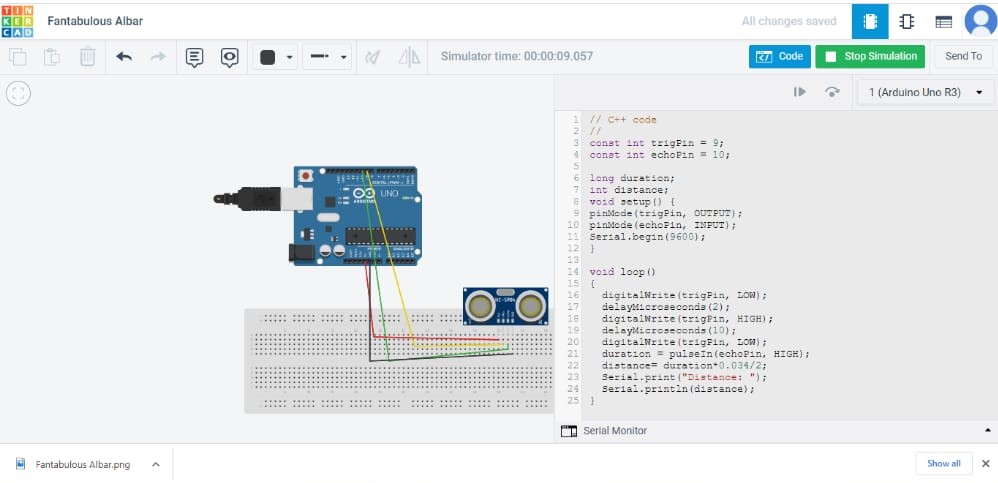 TIN
KER
CAD
Fantabulous Albar
All changes saved
Simulator time: 00:00:09.057
Code
Stop Simulation
Send To
1 (Arduino Uno R3)
UNO
ARDUINO
HC-SR04
1 // C++ code
2 //
3 const int trigPin = 9;
4 const int echoPin = 10;
5
6 long duration;
7 int distance;
8 void setup() {
9 pinMode(trigPin, OUTPUT);
10 pinMode(echoPin, INPUT);
11 Serial.begin(9600);
12 }
13
14 void loop()
15 {
16 digitalWrite(trigPin, LOW);
17 delayMicroseconds(2);
18 digitalWrite(trigPin, HIGH);
19 delayMicroseconds(10);
20 digitalWrite(trigPin, LOW);
21 duration = pulseIn(echoPin, HIGH);
22 distance= duration*0.034/2;
23 Serial.print("Distance: ");
24 Serial.println(distance);
25 }
Serial Monitor
Fantabulous Albar.png
Show all